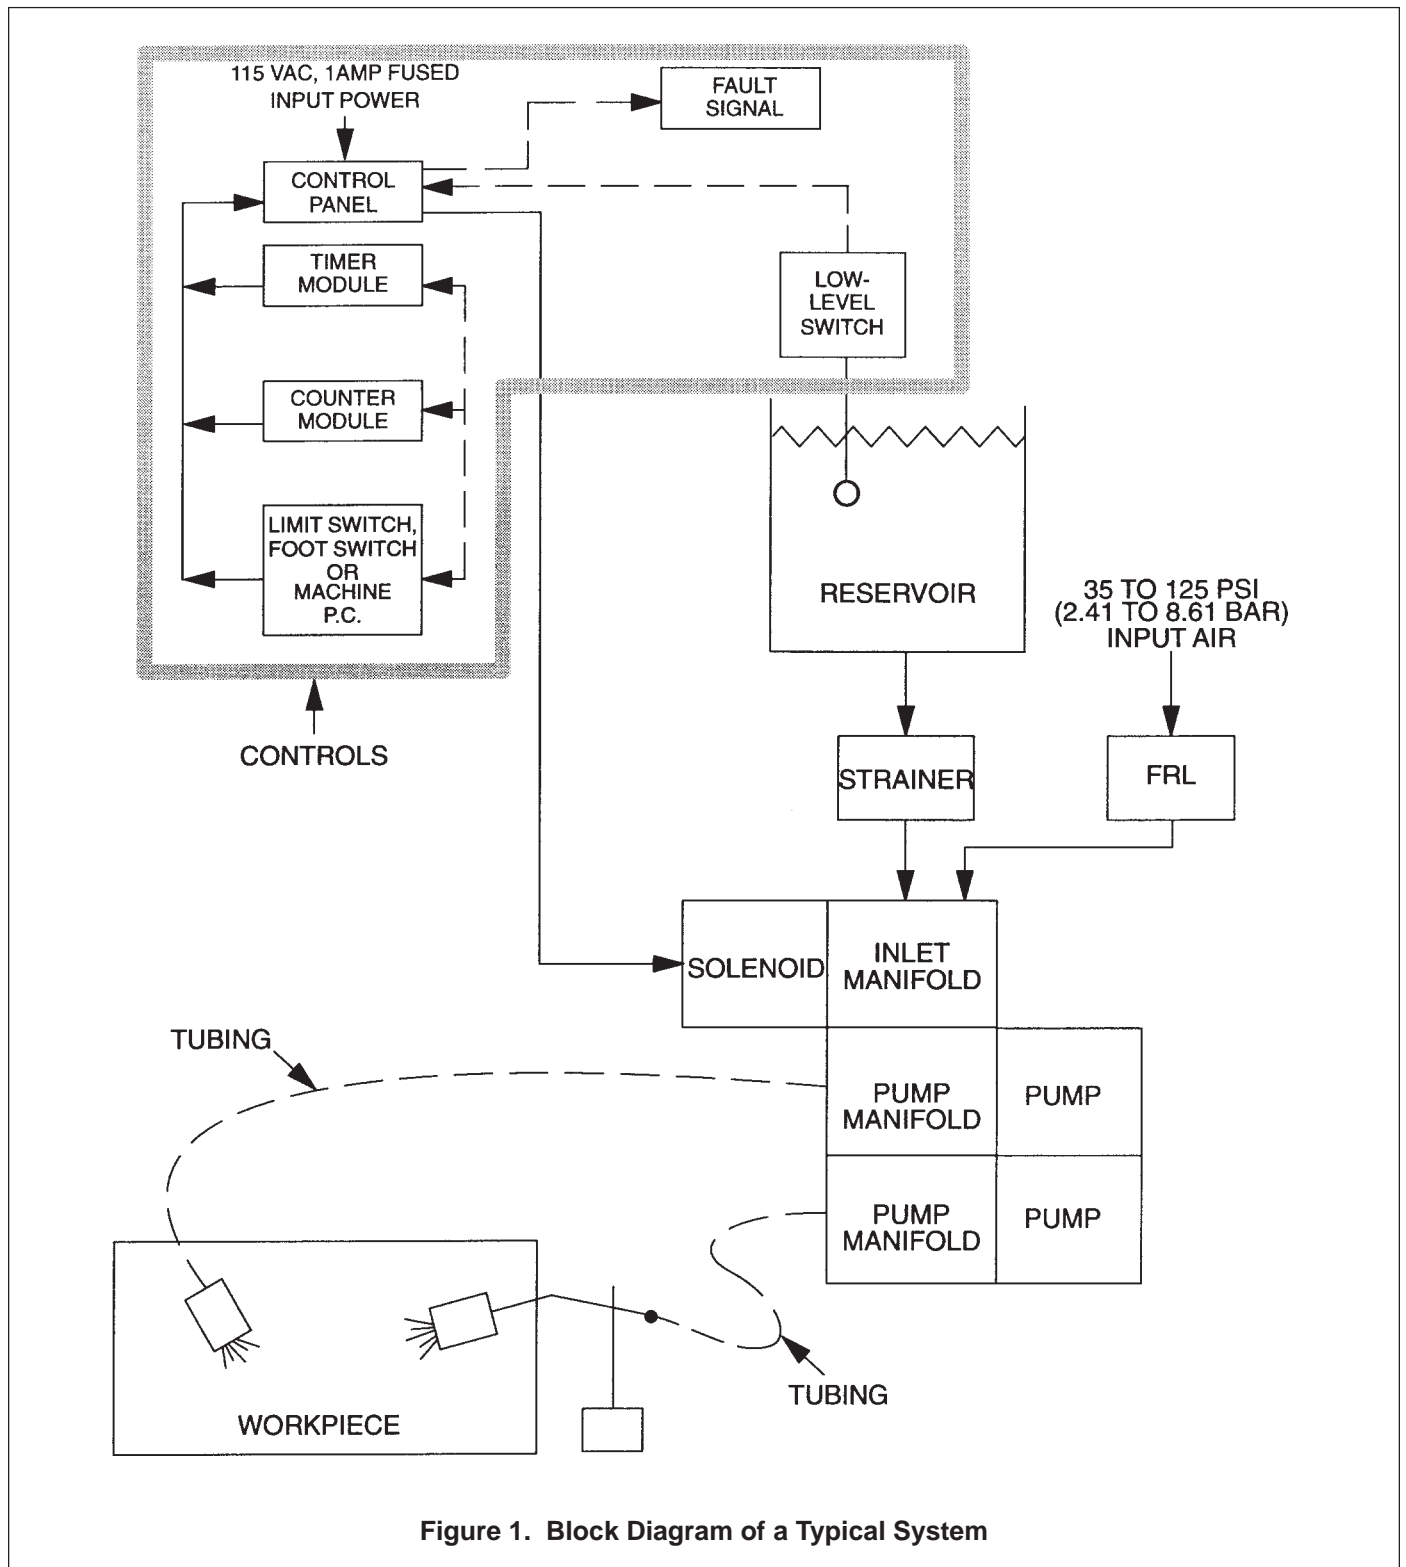 115 VAC, 1AMP FUSED
INPUT POWER
FAULT
SIGNAL
CONTROL
PANEL
TIMER
MODULE
LOW-
LEVEL
SWITCH
COUNTER
MODULE
LIMIT SWITCH,
FOOT SWITCH
OR
MACHINE
P.C.
CONTROLS
RESERVOIR
35 TO 125 PSI
(2.41 TO 8.61 BAR)
INPUT AIR
STRAINER
FRL
SOLENOID
INLET
MANIFOLD
TUBING
PUMP
MANIFOLD
PUMP
PUMP
MANIFOLD
PUMP
TUBING
WORKPIECE
Figure 1. Block Diagram of a Typical System